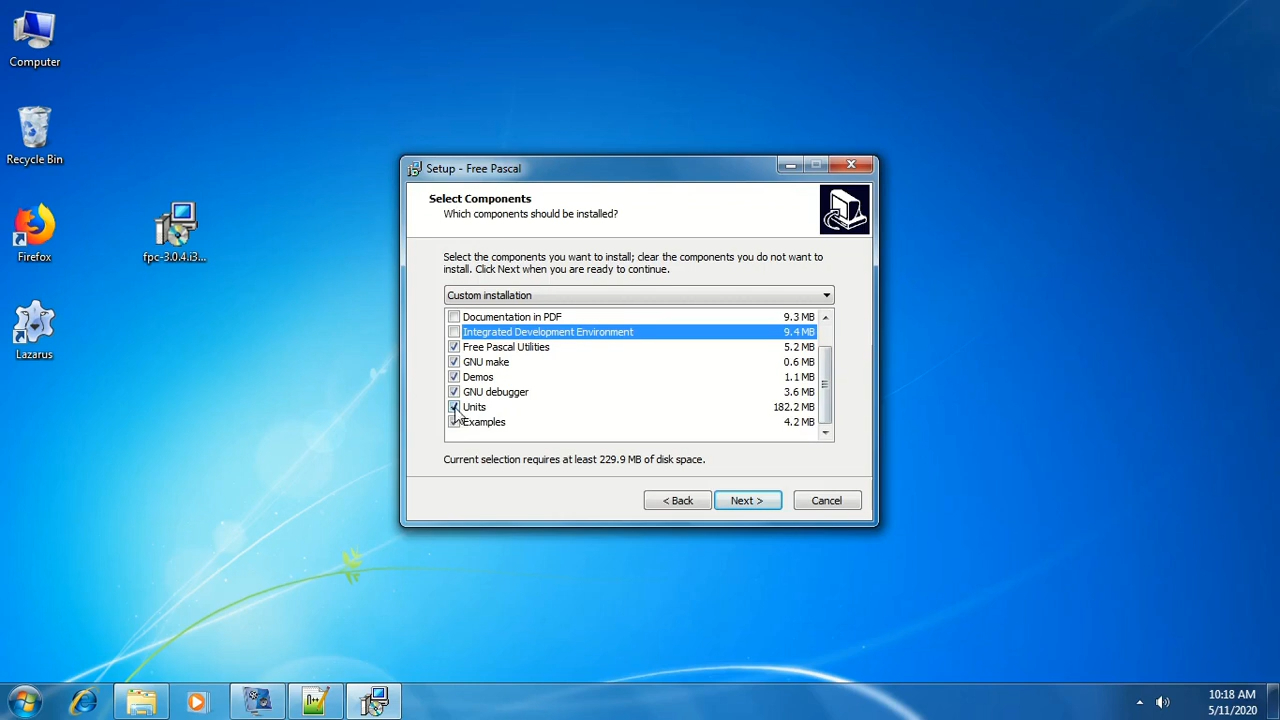 Computer
Recycle Bin
Firefox
fpc-3.0.4.i3...
Lazarus
Setup - Free Pascal
Select Components
Which components should be installed?
Select the components you want to install; clear the components you do not want to
install. Click Next when you are ready to continue.
Custom installation
Documentation in PDF 9.3 MB
Integrated Development Environment 9.4 MB
Free Pascal Utilities 5.2 MB
GNU make 0.6 MB
Demos 1.1 MB
GNU debugger 3.6 MB
Units 182.2 MB
Examples 4.2 MB
Current selection requires at least 229.9 MB of disk space.
< Back Next > Cancel
10:18 AM
5/11/2020